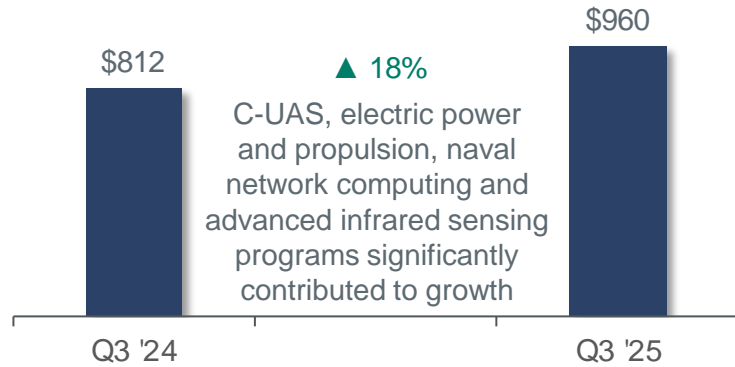 $812
$960
▲ 18%
C-UAS, electric power
and propulsion, naval
network computing and
advanced infrared sensing
programs significantly
contributed to growth
Q3 '24
Q3 '25